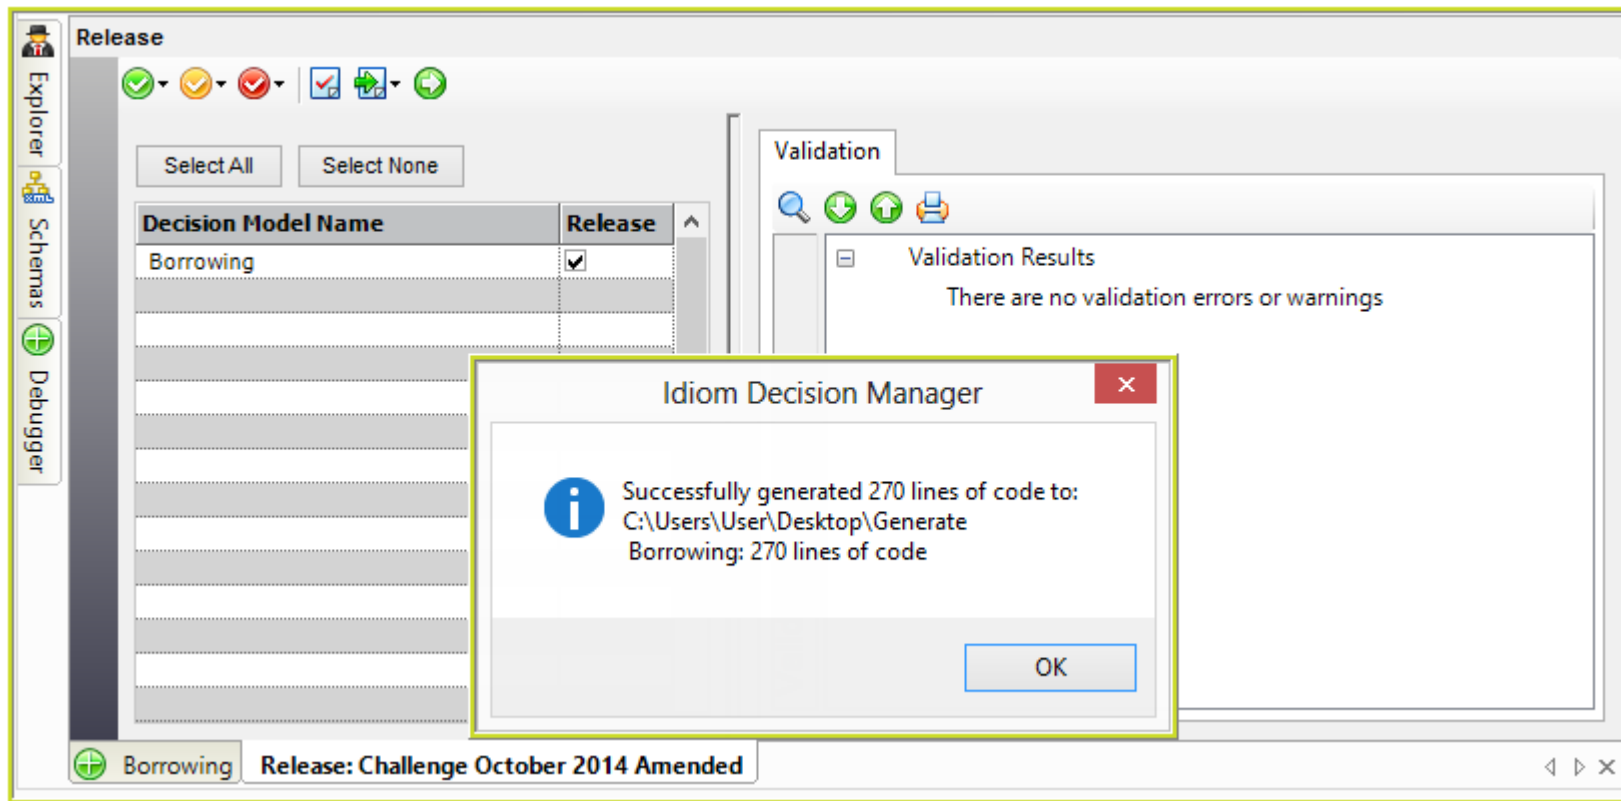 Release
Explorer
Schemas
Debugger
Select All
Select None
Decision Model Name
Release
Borrowing
Validation
Validation Results
There are no validation errors or warnings
Idiom Decision Manager
Successfully generated 270 lines of code to:
C:\Users\User\Desktop\Generate
Borrowing: 270 lines of code
OK
Borrowing
Release: Challenge October 2014 Amended